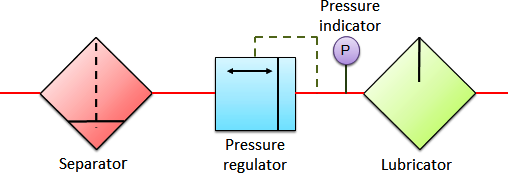 Pressure
indicator
P
Separator
Pressure
regulator
Lubricator